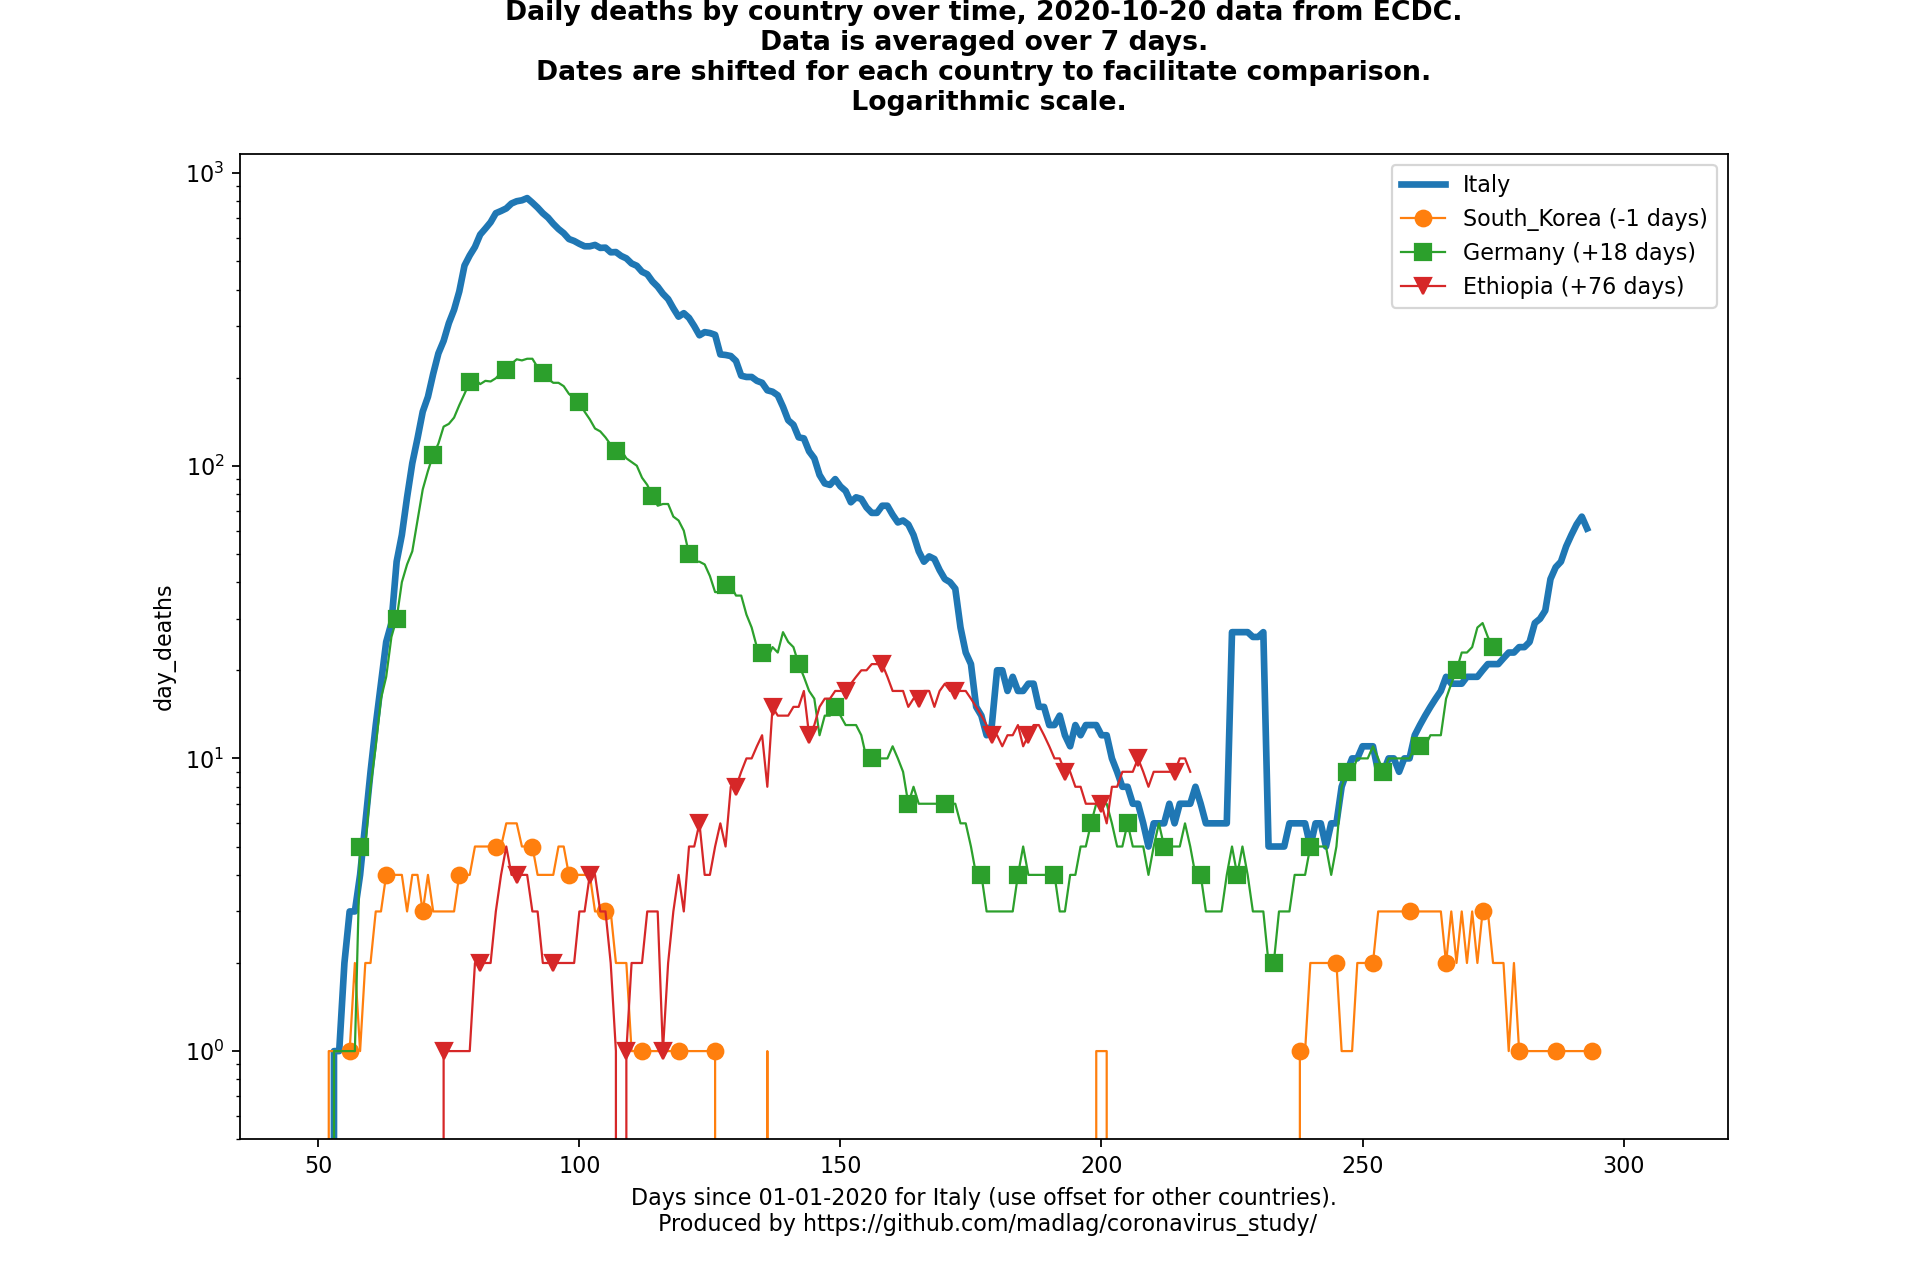 Daily deaths by country over time, 2020-10-20 data from ECDC.
Data is averaged over 7 days.
Dates are shifted for each country to facilitate comparison.
Logarithmic scale.
10³
10²
10¹
10⁰
day_deaths
Italy
South_Korea (-1 days)
Germany (+18 days)
Ethiopia (+76 days)
50 100 150 200 250 300
Days since 01-01-2020 for Italy (use offset for other countries).
Produced by https://github.com/madlag/coronavirus_study/